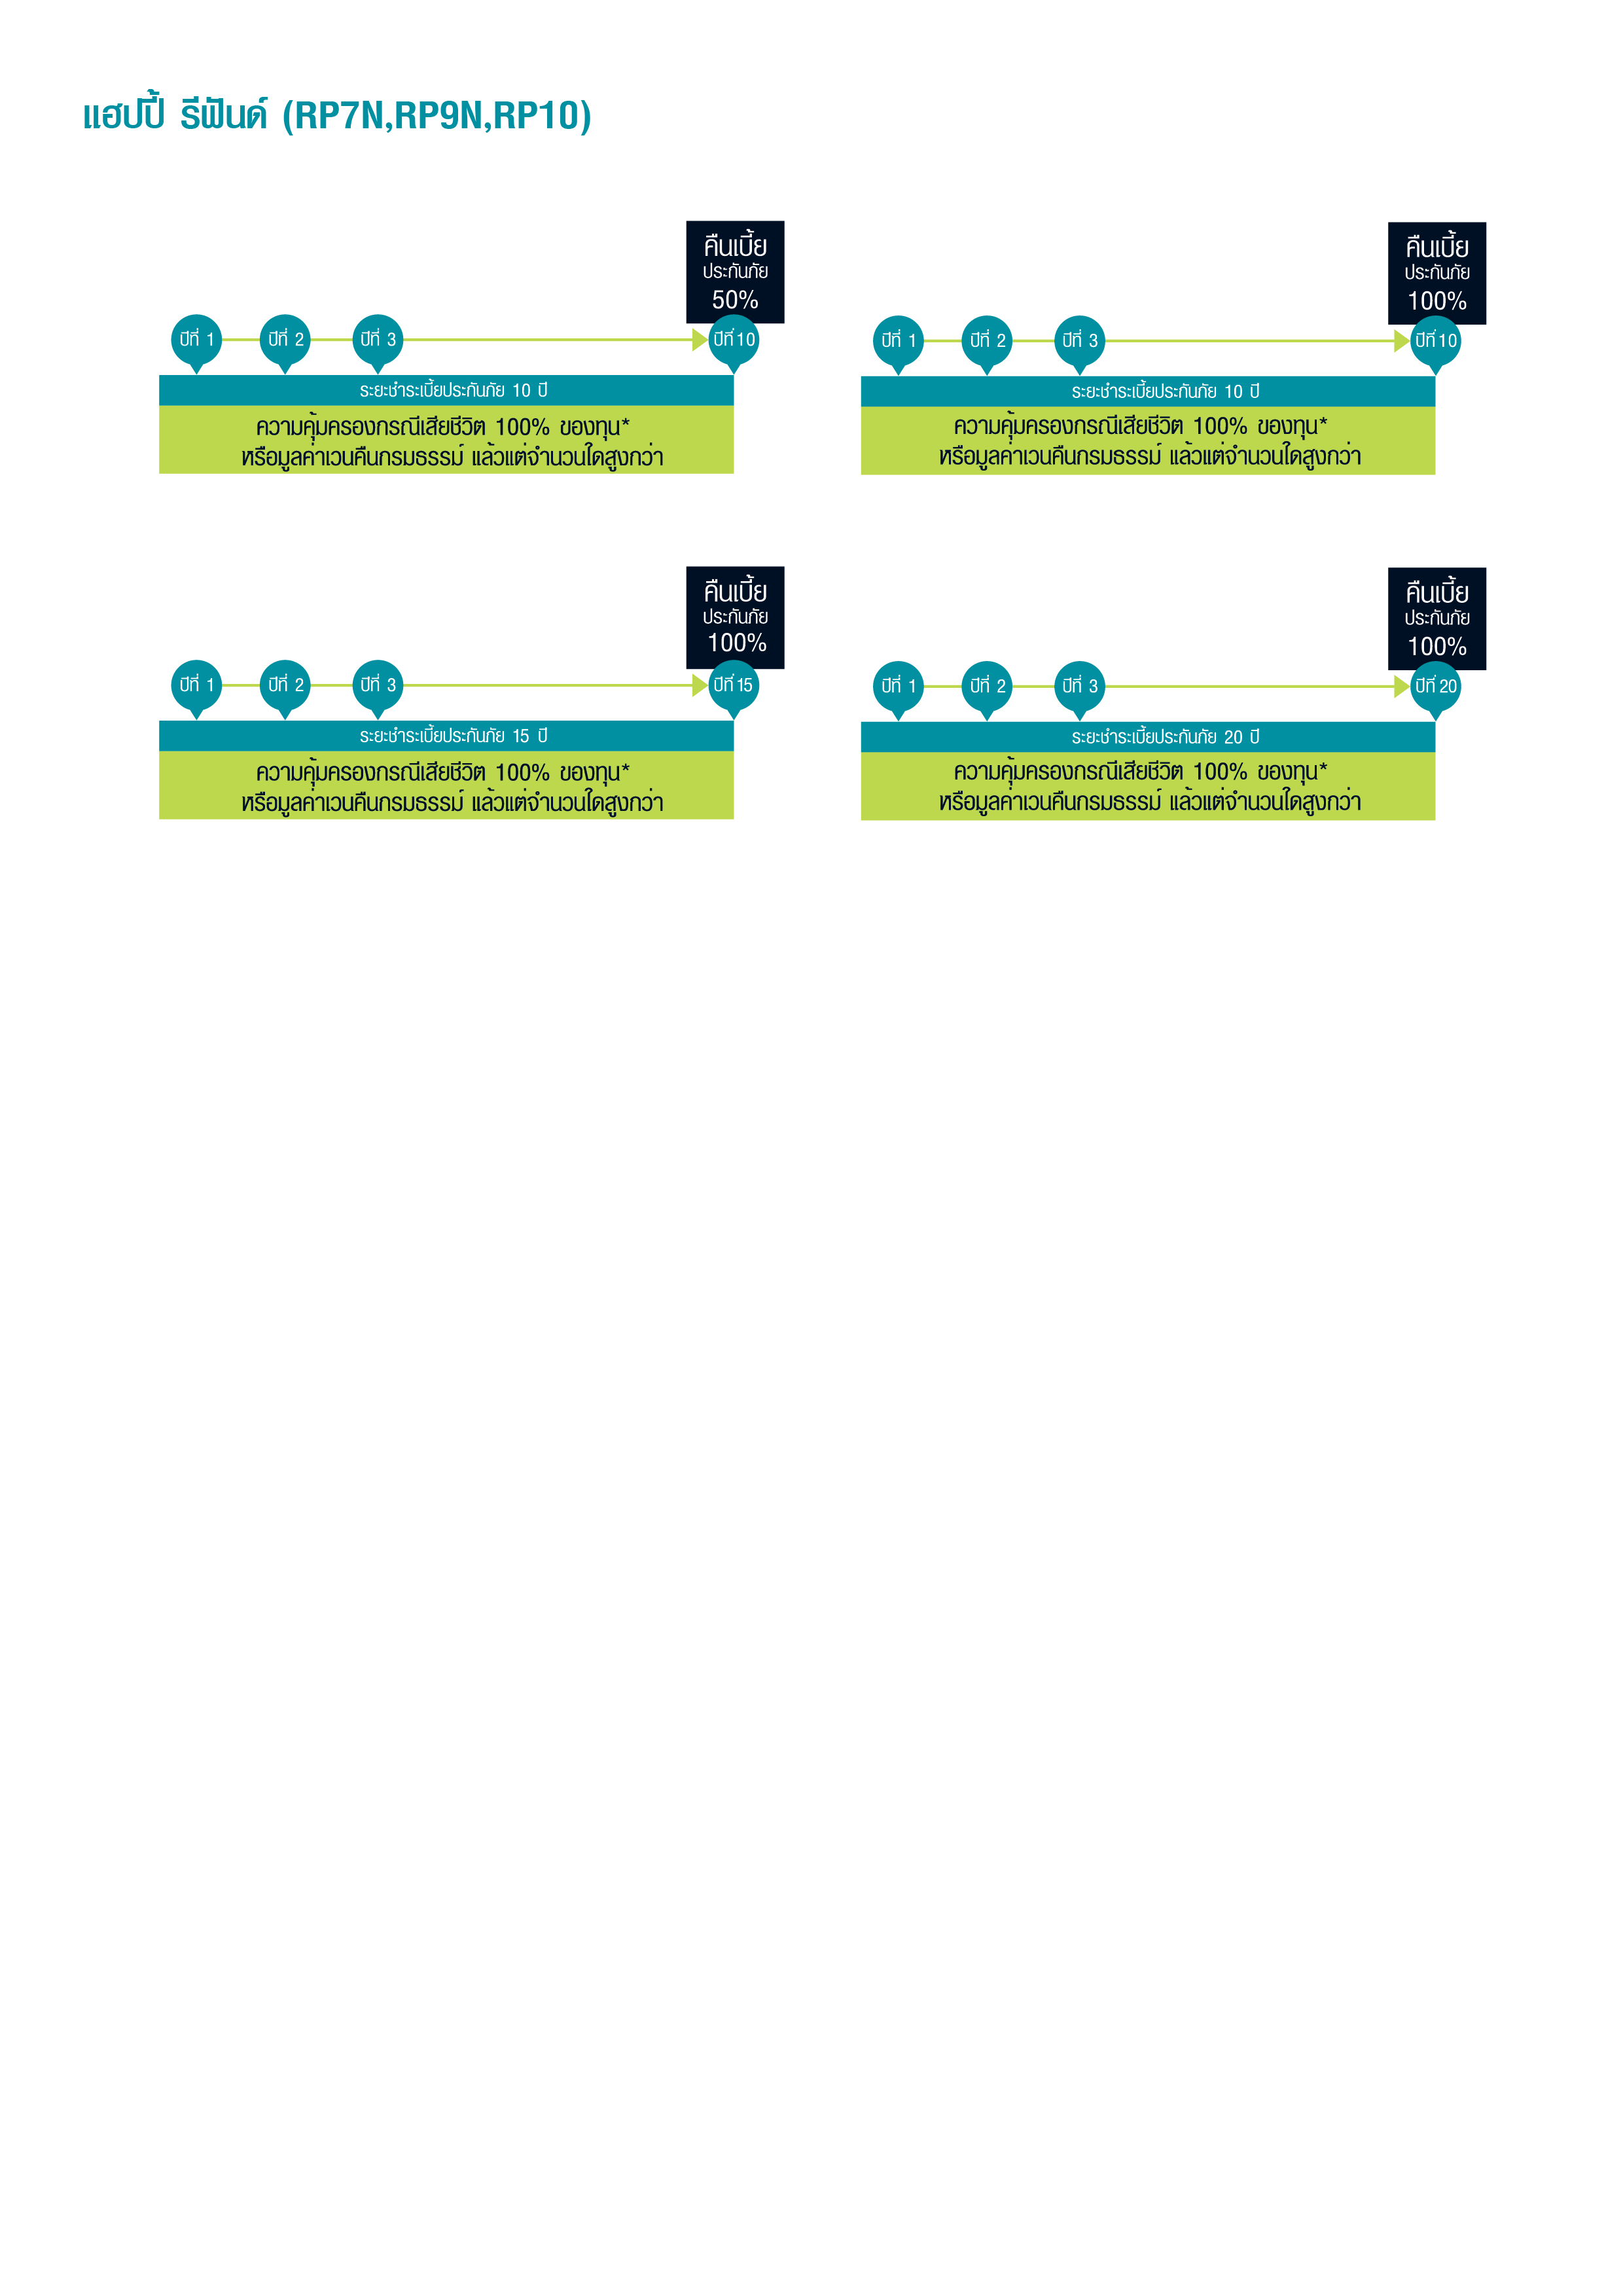 แฮปปี้ รีฟันด์ (RP7N,RP9N,RP10)
คืนเบี้ย
ประกันภัย
50%
ปีที่ 1
ปีที่ 2
ปีที่ 3
ปีที่ 10
ระยะชำระเบี้ยประกันภัย 10 ปี
ความคุ้มครองกรณีเสียชีวิต 100% ของทุน*
หรือมูลค่าเวนคืนกรมธรรม์ แล้วแต่จำนวนใดสูงกว่า
คืนเบี้ย
ประกันภัย
100%
ปีที่ 1
ปีที่ 2
ปีที่ 3
ปีที่ 10
ระยะชำระเบี้ยประกันภัย 10 ปี
ความคุ้มครองกรณีเสียชีวิต 100% ของทุน*
หรือมูลค่าเวนคืนกรมธรรม์ แล้วแต่จำนวนใดสูงกว่า
คืนเบี้ย
ประกันภัย
100%
ปีที่ 1
ปีที่ 2
ปีที่ 3
ปีที่ 15
ระยะชำระเบี้ยประกันภัย 15 ปี
ความคุ้มครองกรณีเสียชีวิต 100% ของทุน*
หรือมูลค่าเวนคืนกรมธรรม์ แล้วแต่จำนวนใดสูงกว่า
คืนเบี้ย
ประกันภัย
100%
ปีที่ 1
ปีที่ 2
ปีที่ 3
ปีที่ 20
ระยะชำระเบี้ยประกันภัย 20 ปี
ความคุ้มครองกรณีเสียชีวิต 100% ของทุน*
หรือมูลค่าเวนคืนกรมธรรม์ แล้วแต่จำนวนใดสูงกว่า